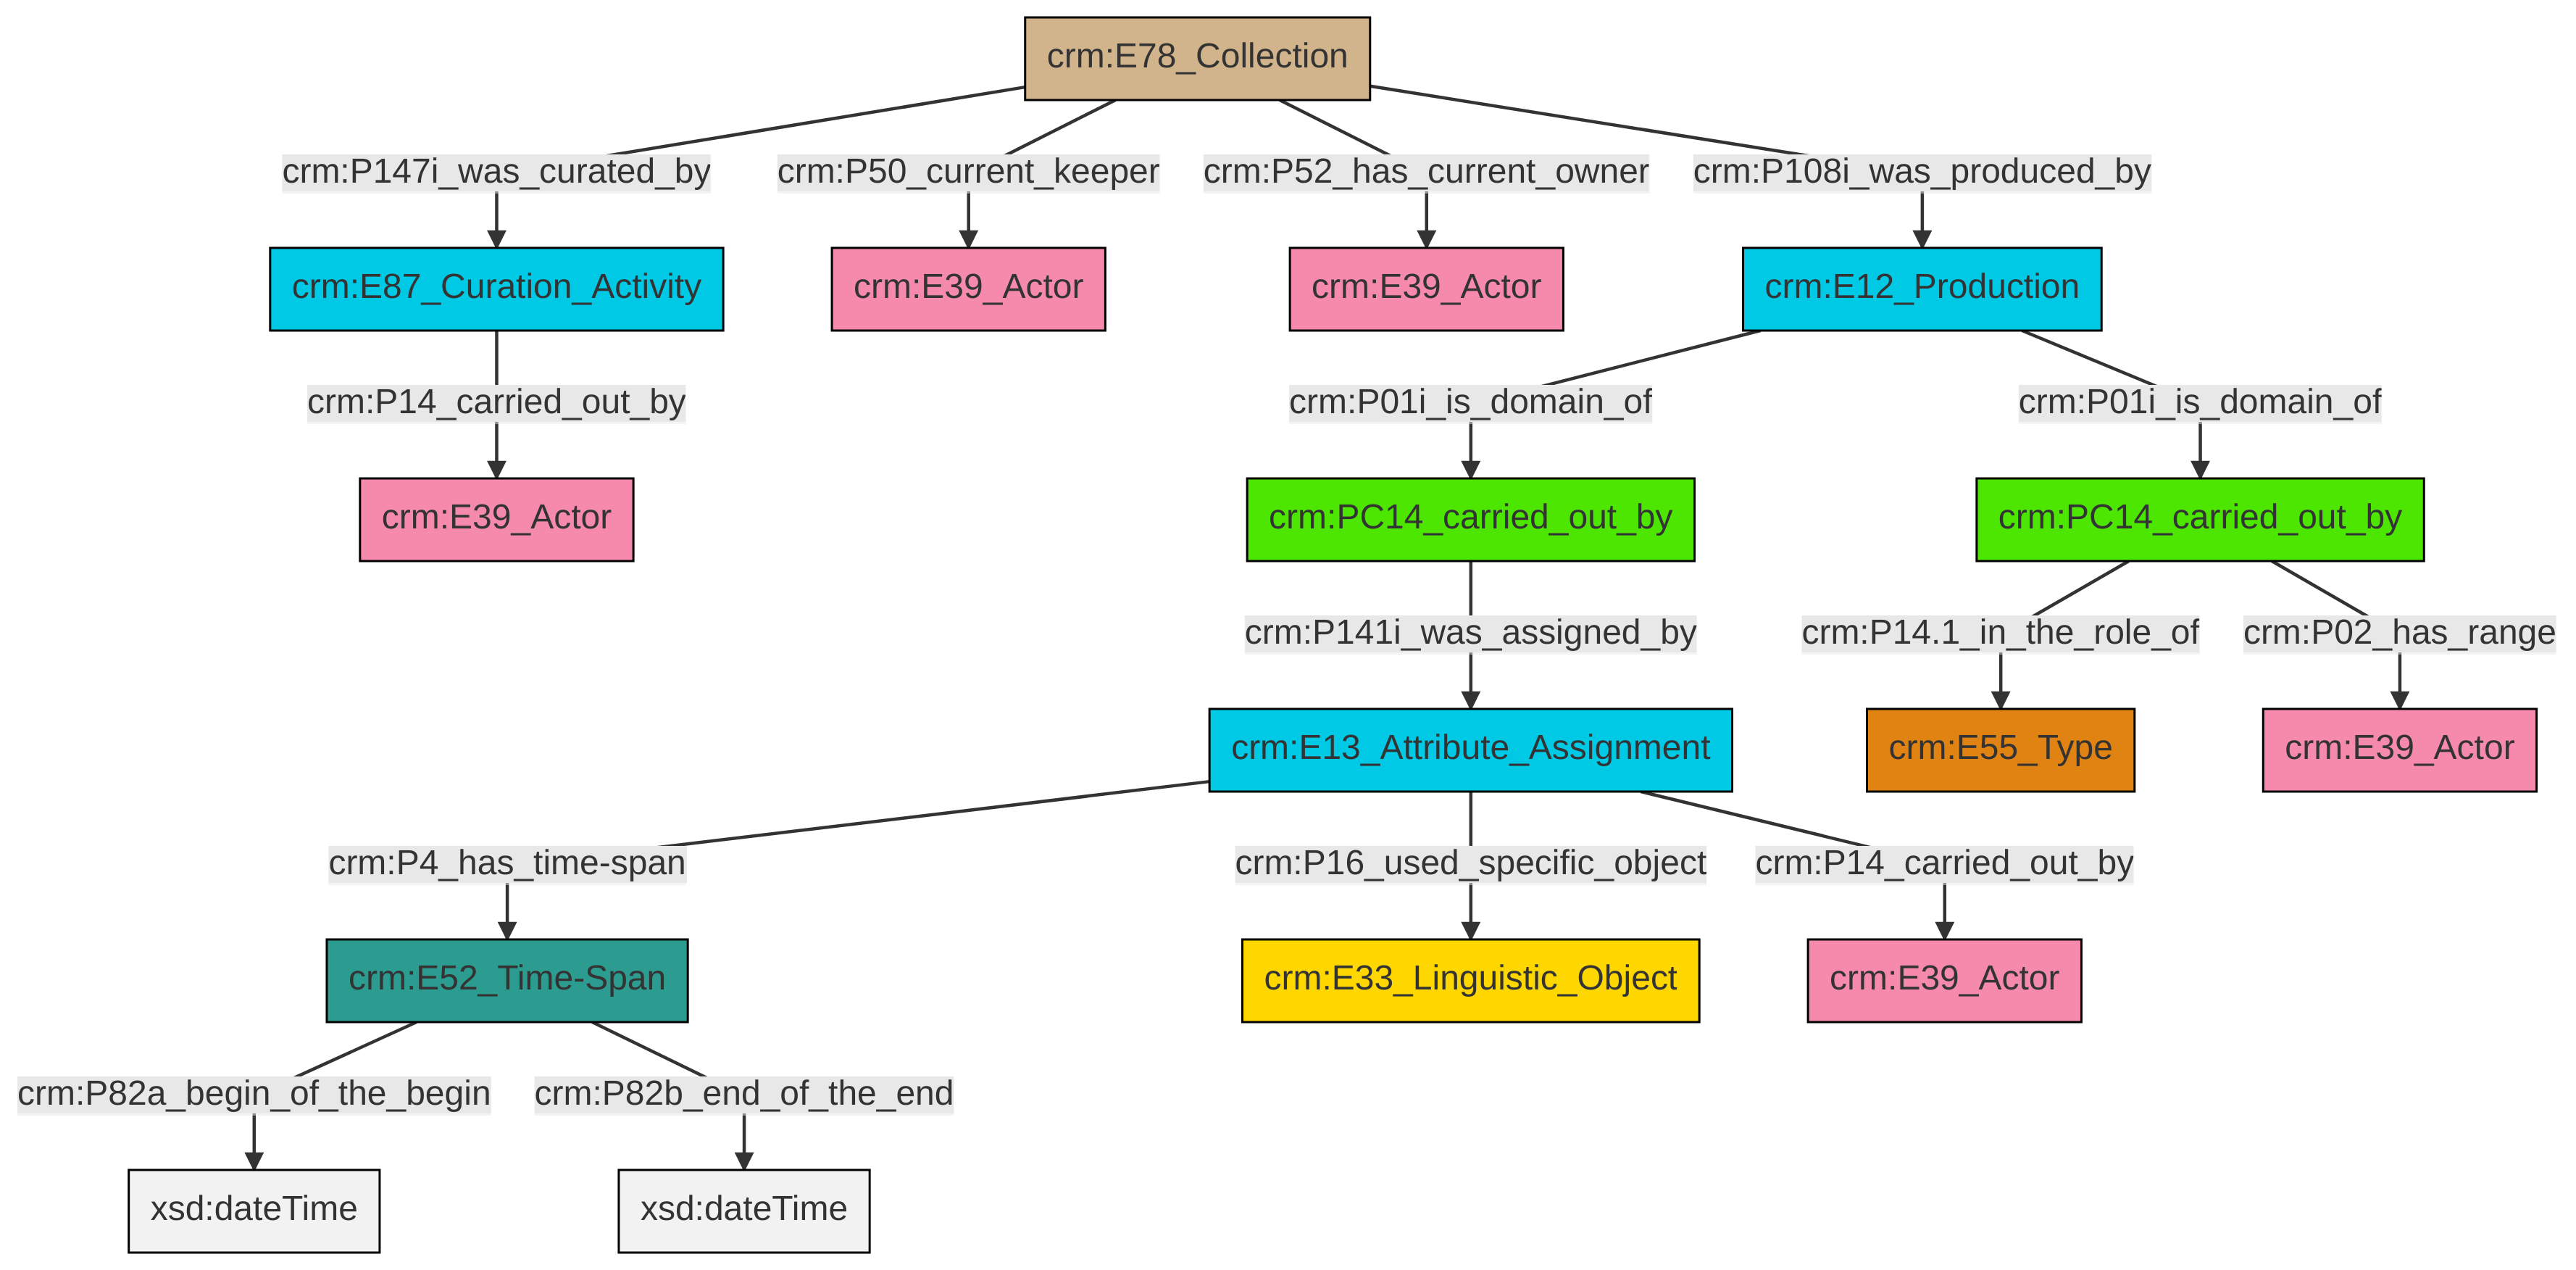 crm:E78_Collection
crm:P147i_was_curated_by
crm:P50_current_keeper
crm:P52_has_current_owner
crm:P108i_was_produced_by
crm:E87_Curation_Activity
crm:E39_Actor
crm:E39_Actor
crm:E12_Production
crm:P14_carried_out_by
crm:P01i_is_domain_of
crm:P01i_is_domain_of
crm:E39_Actor
crm:PC14_carried_out_by
crm:PC14_carried_out_by
crm:P141i_was_assigned_by
crm:P14.1_in_the_role_of
crm:P02_has_range
crm:E13_Attribute_Assignment
crm:E55_Type
crm:E39_Actor
crm:P4_has_time-span
crm:P16_used_specific_object
crm:P14_carried_out_by
crm:E52_Time-Span
crm:E33_Linguistic_Object
crm:E39_Actor
crm:P82a_begin_of_the_begin
crm:P82b_end_of_the_end
xsd:dateTime
xsd:dateTime